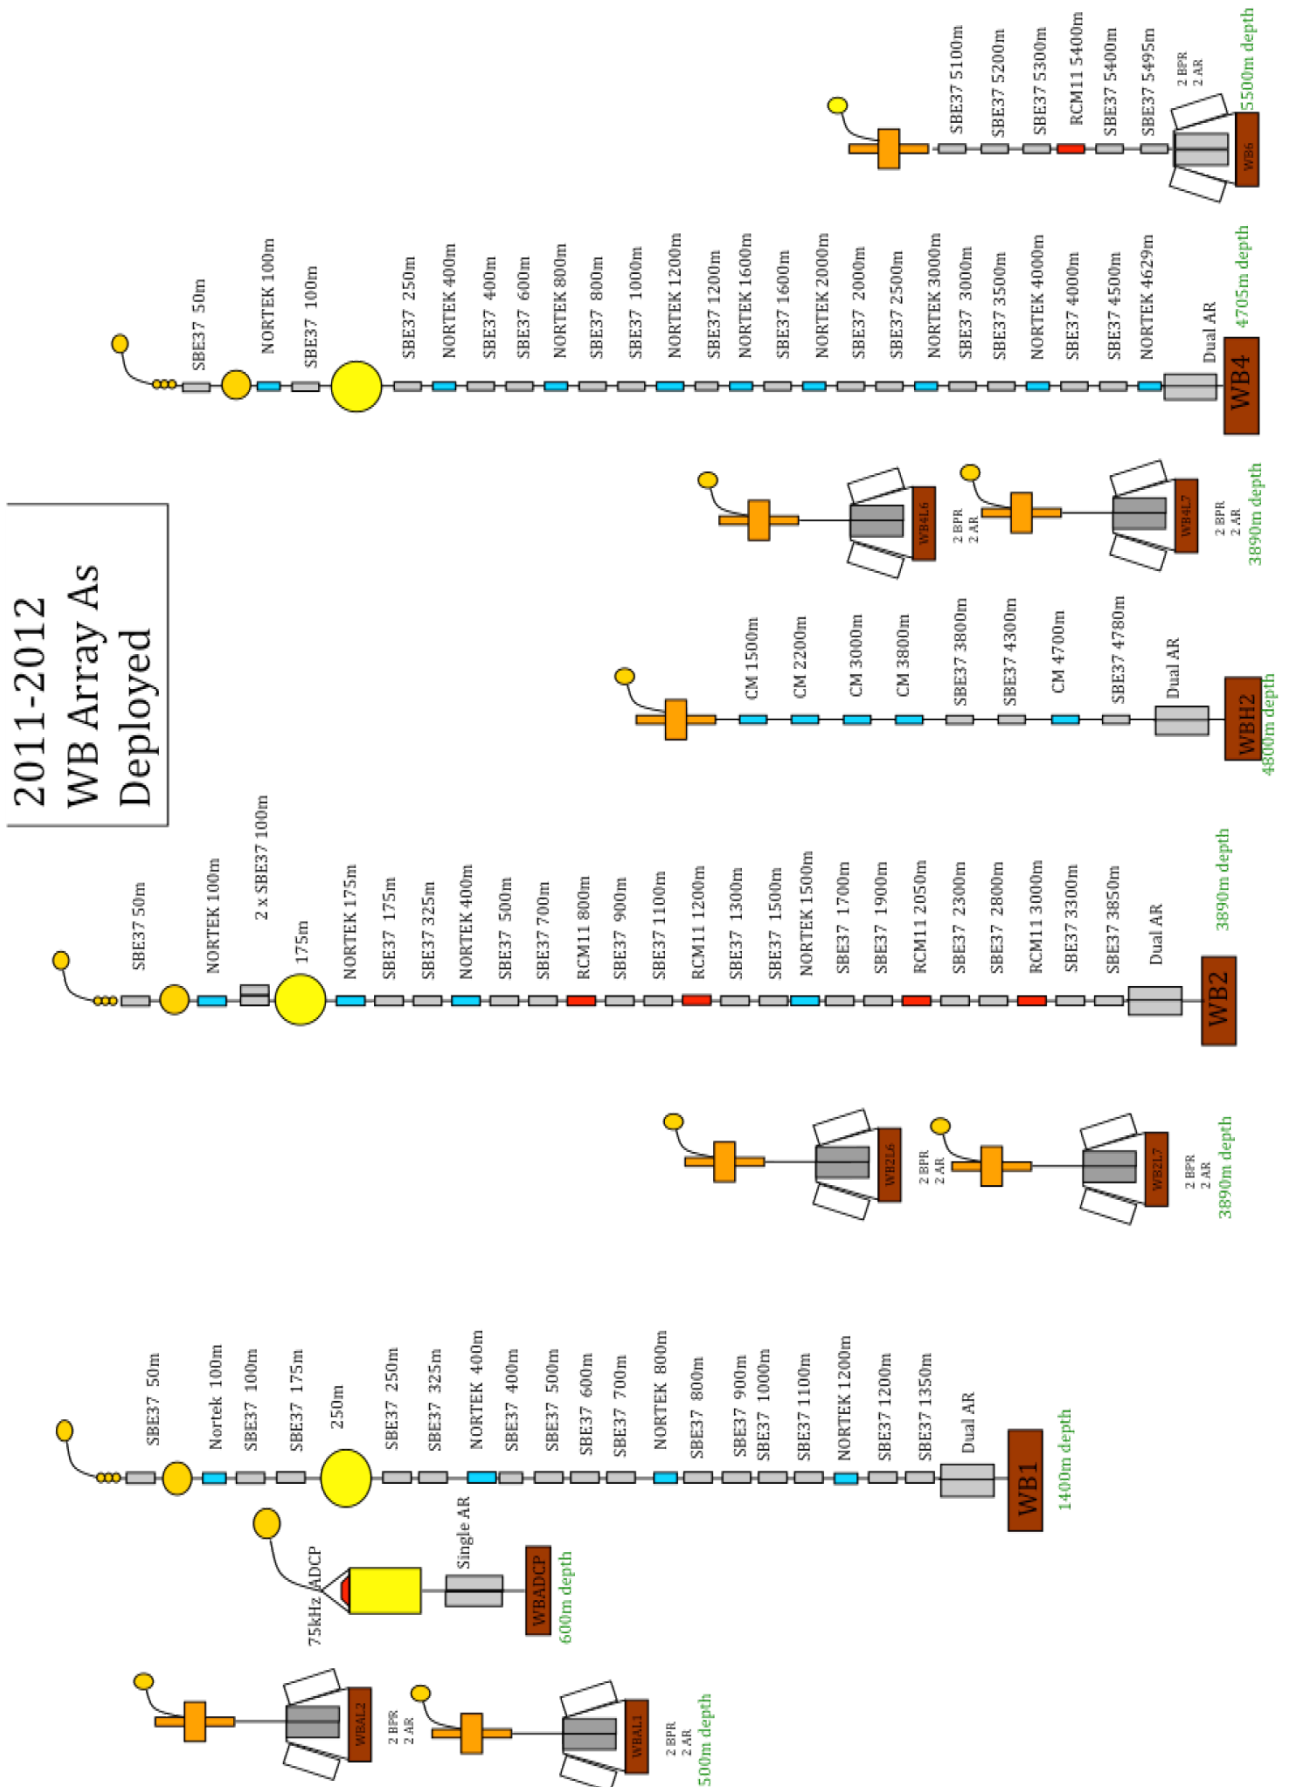 2011-2012
WB Array As
Deployed
WBAL2
2 BPR
2 AR
WBAL1
2 BPR
2 AR
500m depth
75kHz ADCP
Single AR
WBADCP
600m depth
SBE37 50m
Nortek 100m
SBE37 100m
SBE37 175m
250m
SBE37 250m
SBE37 325m
NORTEK 400m
SBE37 400m
SBE37 500m
SBE37 600m
SBE37 700m
NORTEK 800m
SBE37 800m
SBE37 900m
SBE37 1000m
SBE37 1100m
NORTEK 1200m
SBE37 1200m
SBE37 1350m
Dual AR
WB1
1400m depth
WB2L6
2 BPR
2 AR
WB2L7
2 BPR
2 AR
3890m depth
SBE37 50m
NORTEK 100m
2 x SBE37 100m
175m
NORTEK 175m
SBE37 175m
SBE37 325m
NORTEK 400m
SBE37 500m
SBE37 700m
RCM11 800m
SBE37 900m
SBE37 1100m
RCM11 1200m
SBE37 1300m
SBE37 1500m
NORTEK 1500m
SBE37 1700m
SBE37 1900m
RCM11 2050m
SBE37 2300m
SBE37 2800m
RCM11 3000m
SBE37 3300m
SBE37 3850m
Dual AR
WB2
3890m depth
CM 1500m
CM 2200m
CM 3000m
CM 3800m
SBE37 3800m
SBE37 4300m
CM 4700m
SBE37 4780m
Dual AR
WBH2
4800m depth
WB4L6
2 BPR
2 AR
WB4L7
2 BPR
2 AR
3890m depth
SBE37 50m
NORTEK 100m
SBE37 100m
SBE37 250m
NORTEK 400m
SBE37 400m
SBE37 600m
NORTEK 800m
SBE37 800m
SBE37 1000m
NORTEK 1200m
SBE37 1200m
NORTEK 1600m
SBE37 1600m
NORTEK 2000m
SBE37 2000m
SBE37 2500m
NORTEK 3000m
SBE37 3000m
SBE37 3500m
NORTEK 4000m
SBE37 4000m
SBE37 4500m
NORTEK 4629m
Dual AR
WB4
4705m depth
SBE37 5100m
SBE37 5200m
SBE37 5300m
RCM11 5400m
SBE37 5400m
SBE37 5495m
2 BPR
2 AR
WB6
5500m depth